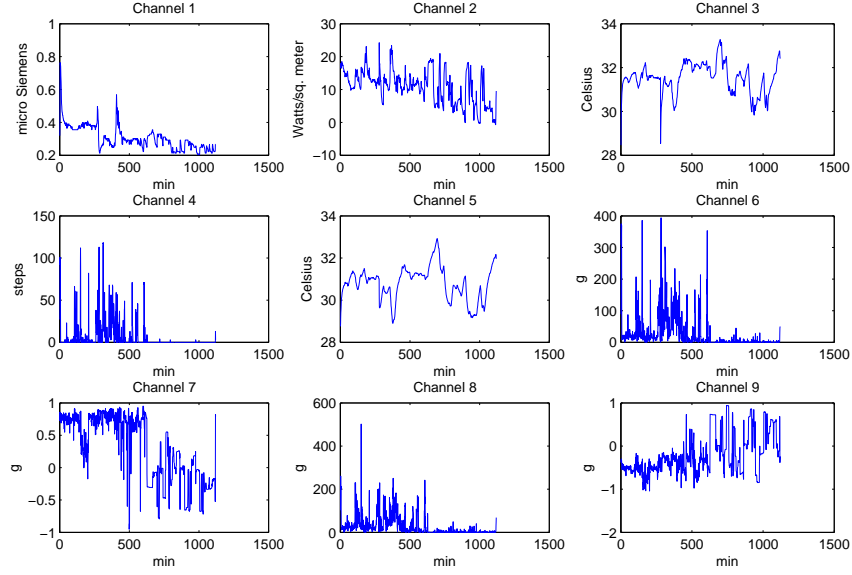 Channel 1
Channel 2
Channel 3
1
0.8
0.6
0.4
0.2
micro Siemens
0
500
1000
1500
min
30
20
10
0
−10
Watts/sq. meter
0
500
1000
1500
min
34
32
30
28
Celsius
0
500
1000
1500
min
Channel 4
Channel 5
Channel 6
150
100
50
0
steps
0
500
1000
1500
min
34
32
30
28
Celsius
0
500
1000
1500
min
400
300
200
100
0
g
0
500
1000
1500
min
Channel 7
Channel 8
Channel 9
1
0.5
0
−0.5
−1
g
0
500
1000
1500
min
600
400
200
0
g
0
500
1000
1500
min
1
0
−1
−2
g
0
500
1000
1500
min